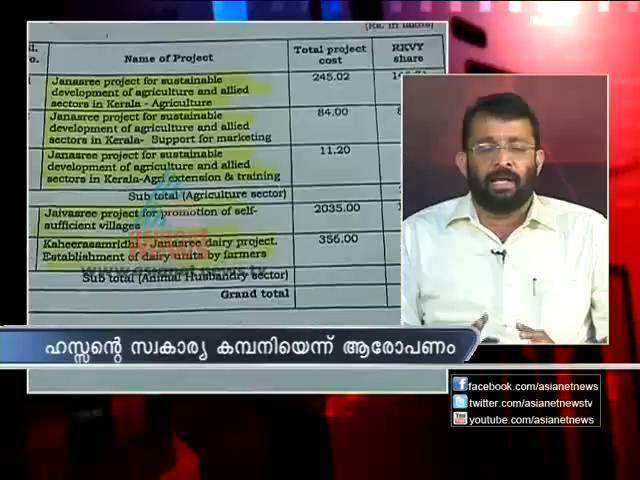 (Rs. in lakhs)
Name of Project
Total project cost
RKVY share
Janasree project for sustainable
development of agriculture and allied
sectors in Kerala - Agriculture
245.02
Janasree project for sustainable
development of agriculture and allied
sectors in Kerala- Support for marketing
84.00
Janasree project for sustainable
development of agriculture and allied
sectors in Kerala-Agri extension & training
11.20
Sub total (Agriculture sector)
Jaivasree project for promotion of self-
sufficient villages
2035.00
Kaheerasamridhi - Janasree dairy project.
Establishment of dairy units by farmers
356.00
Sub total (Animal Husbandry sector)
Grand total
www.asianetnews.tv
ഹസ്സന്റെ സ്വകാര്യ കമ്പനിയെന്ന് ആരോപണം
facebook.com/asianetnews
twitter.com/asianetnewstv
youtube.com/asianetnews